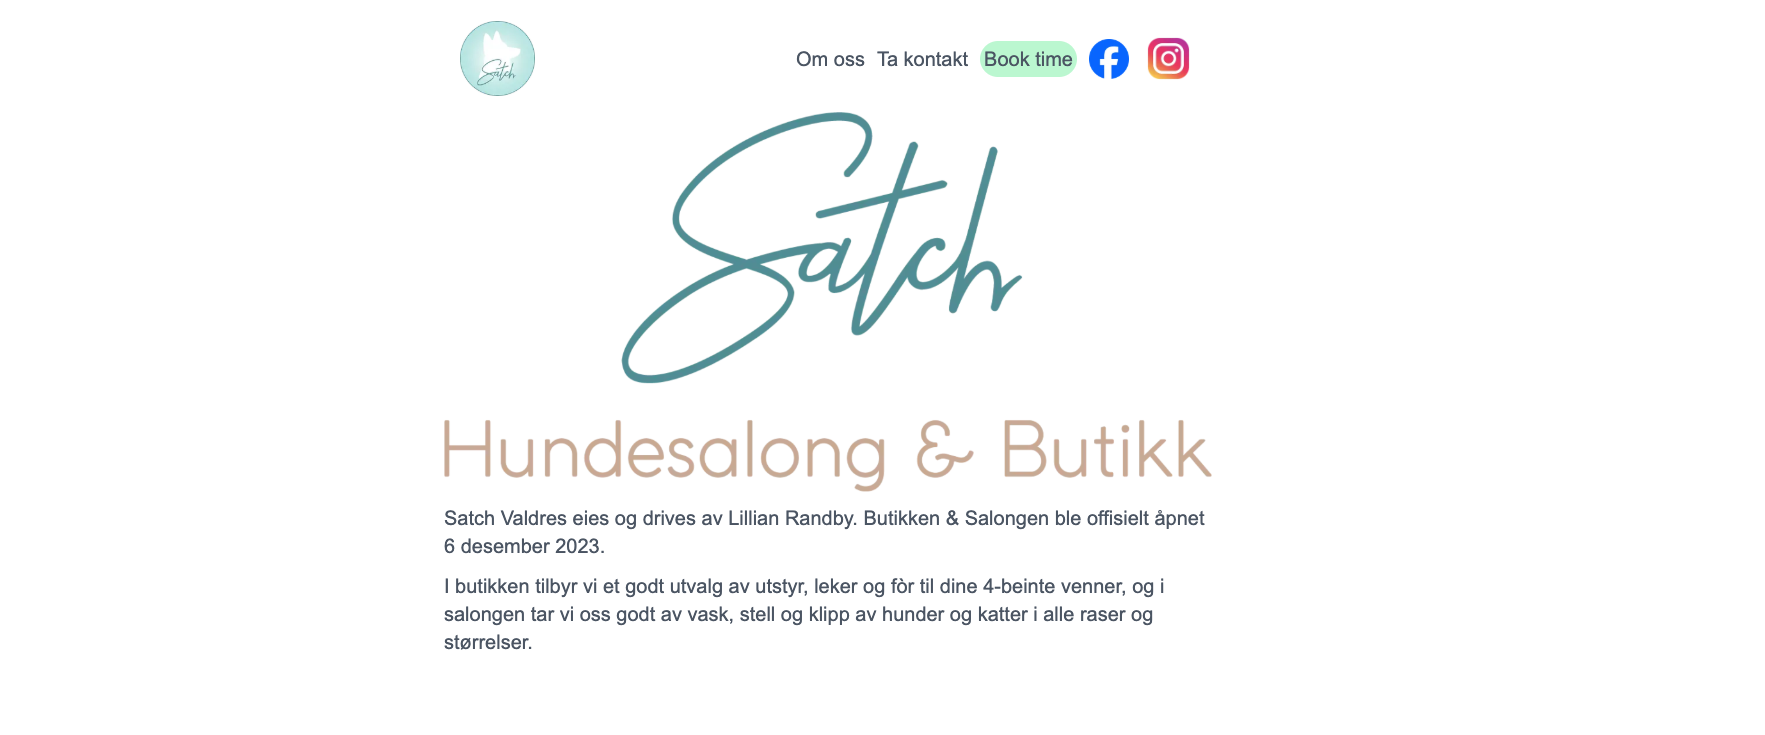 Satch
Om oss Ta kontakt Book time
Satch
Hundesalong & Butikk
Satch Valdres eies og drives av Lillian Randby. Butikken & Salongen ble offisielt åpnet
6 desember 2023.
I butikken tilbyr vi et godt utvalg av utstyr, leker og fòr til dine 4-beinte venner, og i
salongen tar vi oss godt av vask, stell og klipp av hunder og katter i alle raser og
størrelser.